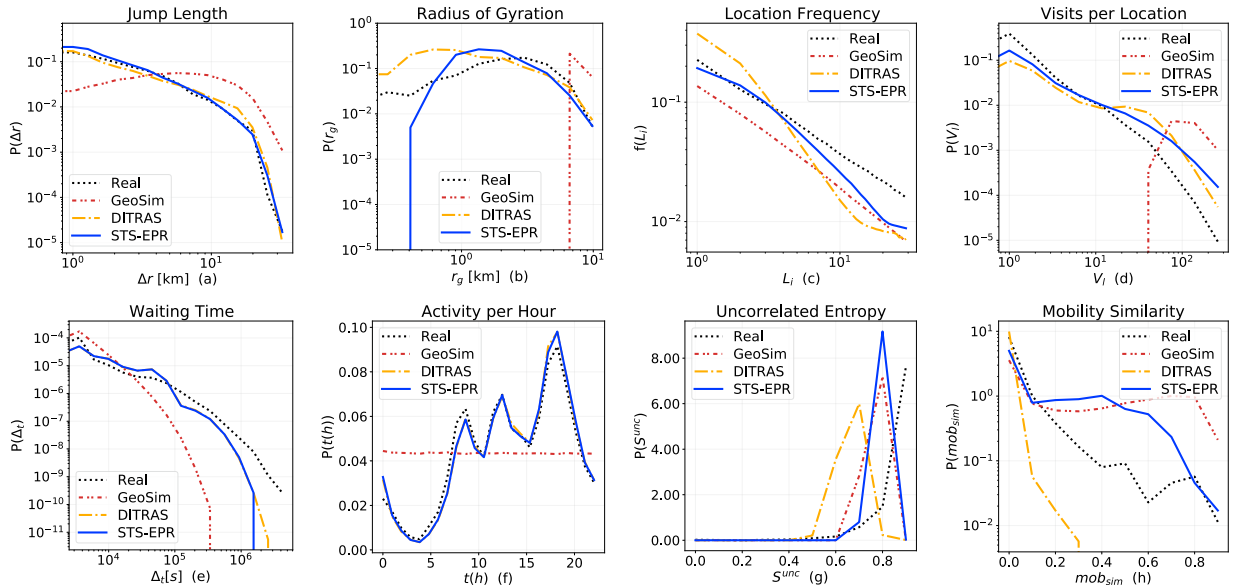 Jump Length
P(Δr)
10⁻¹
10⁻²
10⁻³
10⁻⁴
10⁻⁵
Real
GeoSim
DITRAS
STS-EPR
10⁰
10¹
Δr [km] (a)
Radius of Gyration
P(r_g)
10⁰
10⁻¹
10⁻²
10⁻³
10⁻⁴
10⁻⁵
Real
GeoSim
DITRAS
STS-EPR
10⁰
10¹
r_g [km] (b)
Location Frequency
f(L_i)
10⁻¹
10⁻²
Real
GeoSim
DITRAS
STS-EPR
10⁰
10¹
L_i (c)
Visits per Location
P(V_l)
10⁰
10⁻¹
10⁻²
10⁻³
10⁻⁴
10⁻⁵
Real
GeoSim
DITRAS
STS-EPR
10⁰
10¹
10²
V_l (d)
Waiting Time
P(Δ_t)
10⁻⁴
10⁻⁵
10⁻⁶
10⁻⁷
10⁻⁸
10⁻⁹
10⁻¹⁰
10⁻¹¹
Real
GeoSim
DITRAS
STS-EPR
10⁴
10⁵
10⁶
Δ_t[s] (e)
Activity per Hour
P(t(h))
0.10
0.08
0.06
0.04
0.02
0.00
Real
GeoSim
DITRAS
STS-EPR
0
5
10
15
20
t(h) (f)
Uncorrelated Entropy
P(S^unc)
8.00
6.00
4.00
2.00
0.00
Real
GeoSim
DITRAS
STS-EPR
0.0
0.2
0.4
0.6
0.8
S^unc (g)
Mobility Similarity
P(mob_sim)
10¹
10⁰
10⁻¹
10⁻²
Real
GeoSim
DITRAS
STS-EPR
0.0
0.2
0.4
0.6
0.8
mob_sim (h)